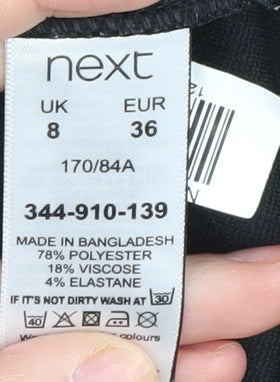 next
UK EUR
8 36
170/84A
344-910-139
MADE IN BANGLADESH
78% POLYESTER
18% VISCOSE
4% ELASTANE
IF IT'S NOT DIRTY WASH AT 30
40
colours